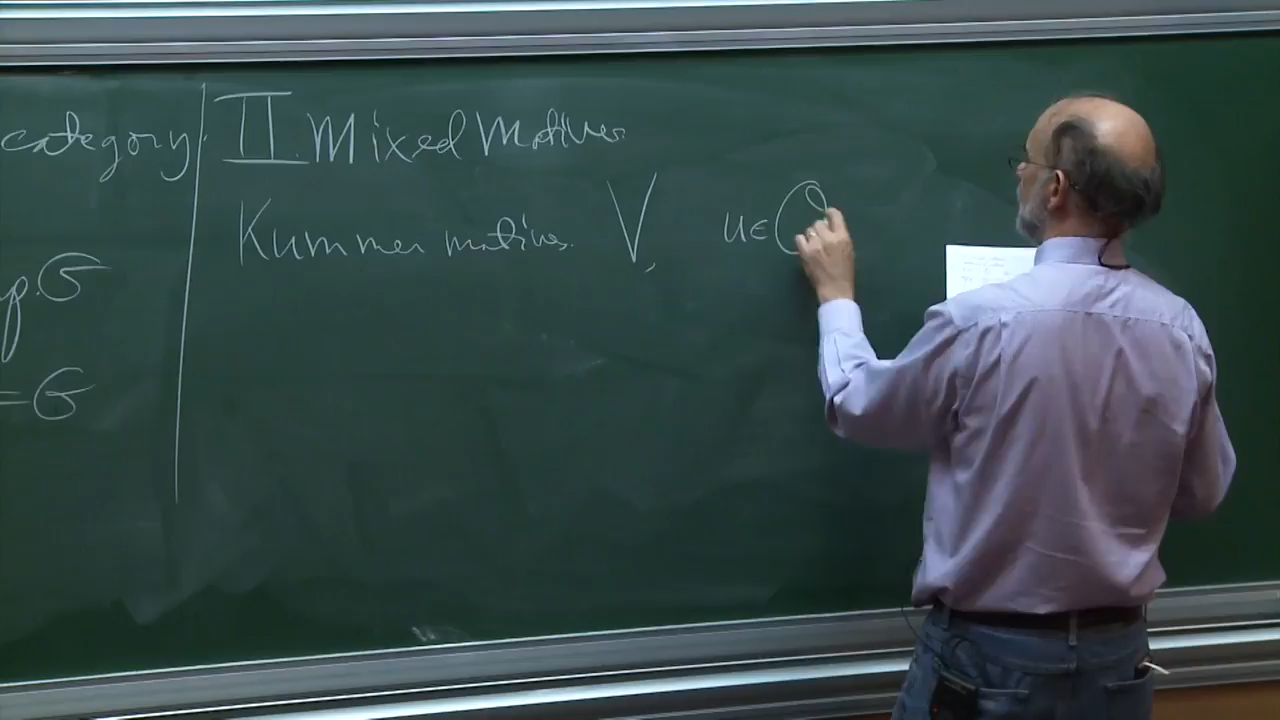 category
G
= G
II. Mixed Motives
Kummer motives. V, u ∈ O